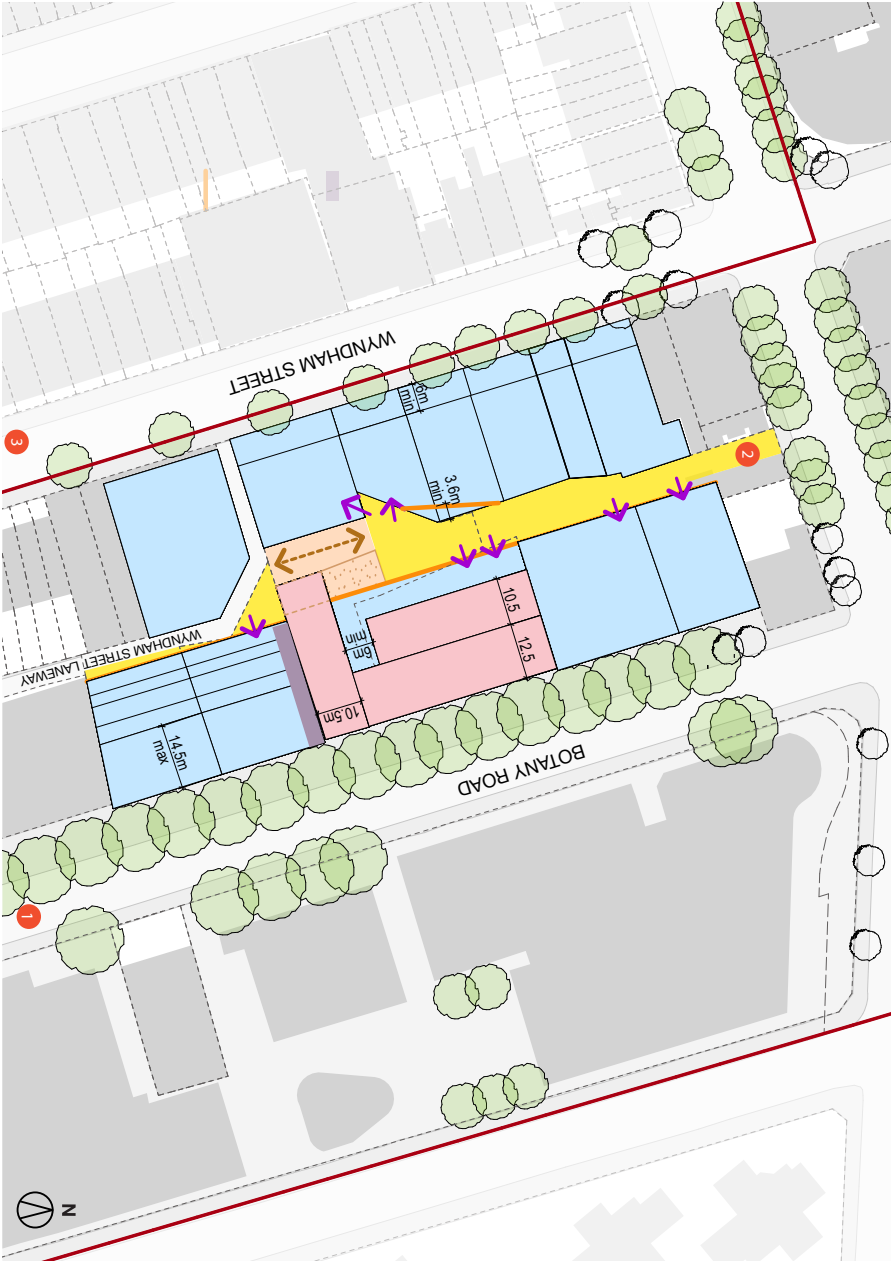 WYNDHAM STREET
3
6m
min
2
3.6m
min
10.5
WYNDHAM STREET LANEWAY
6m
min
12.5
10.5m
14.5m
max
BOTANY ROAD
1
N